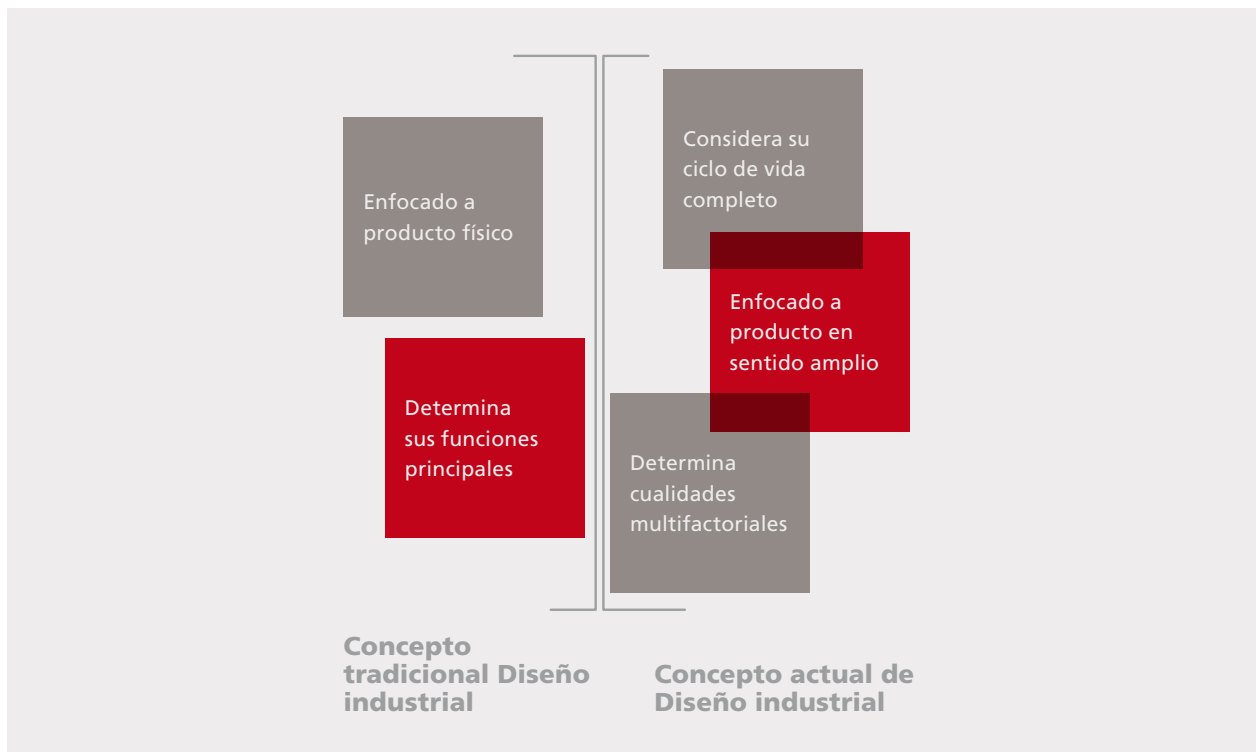 Enfocado a
producto físico
Determina
sus funciones
principales
Concepto
tradicional Diseño
industrial
Considera su
ciclo de vida
completo
Enfocado a
producto en
sentido amplio
Determina
cualidades
multifactoriales
Concepto actual de
Diseño industrial